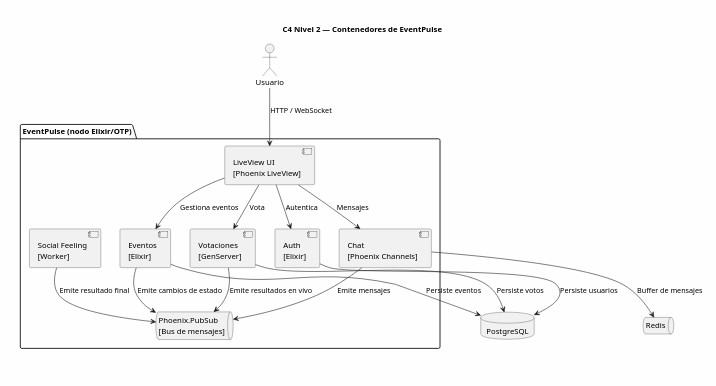 C4 Nivel 2 — Contenedores de EventPulse
Usuario
HTTP / WebSocket
EventPulse (nodo Elixir/OTP)
LiveView UI
[Phoenix LiveView]
Gestiona eventos
Vota
Autentica
Mensajes
Social Feeling
[Worker]
Eventos
[Elixir]
Votaciones
[GenServer]
Auth
[Elixir]
Chat
[Phoenix Channels]
Emite resultado final
Emite cambios de estado
Emite resultados en vivo
Emite mensajes
Persiste eventos
Persiste votos
Persiste usuarios
Buffer de mensajes
Phoenix.PubSub
[Bus de mensajes]
PostgreSQL
Redis